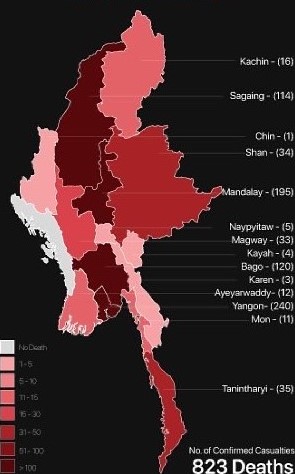 Kachin - (16)
Sagaing - (114)
Chin - (1)
Shan - (34)
Mandalay - (195)
Naypyitaw - (5)
Magway - (33)
Kayah - (4)
Bago - (120)
Karen - (3)
Ayeyarwaddy- (12)
Yangon- (240)
Mon - (11)
Tanintharyi - (35)
No Death
1 - 5
5 - 10
11 - 15
16 - 30
31 - 50
51 - 100
> 100
No. of Confirmed Casualties
823 Deaths